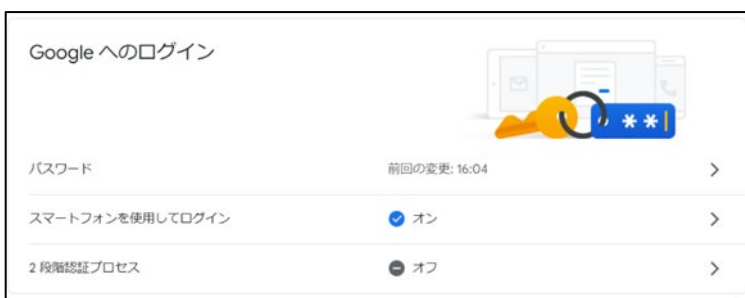 Google へのログイン
**
パスワード 前回の変更: 16:04
スマートフォンを使用してログイン オン
2 段階認証プロセス オフ